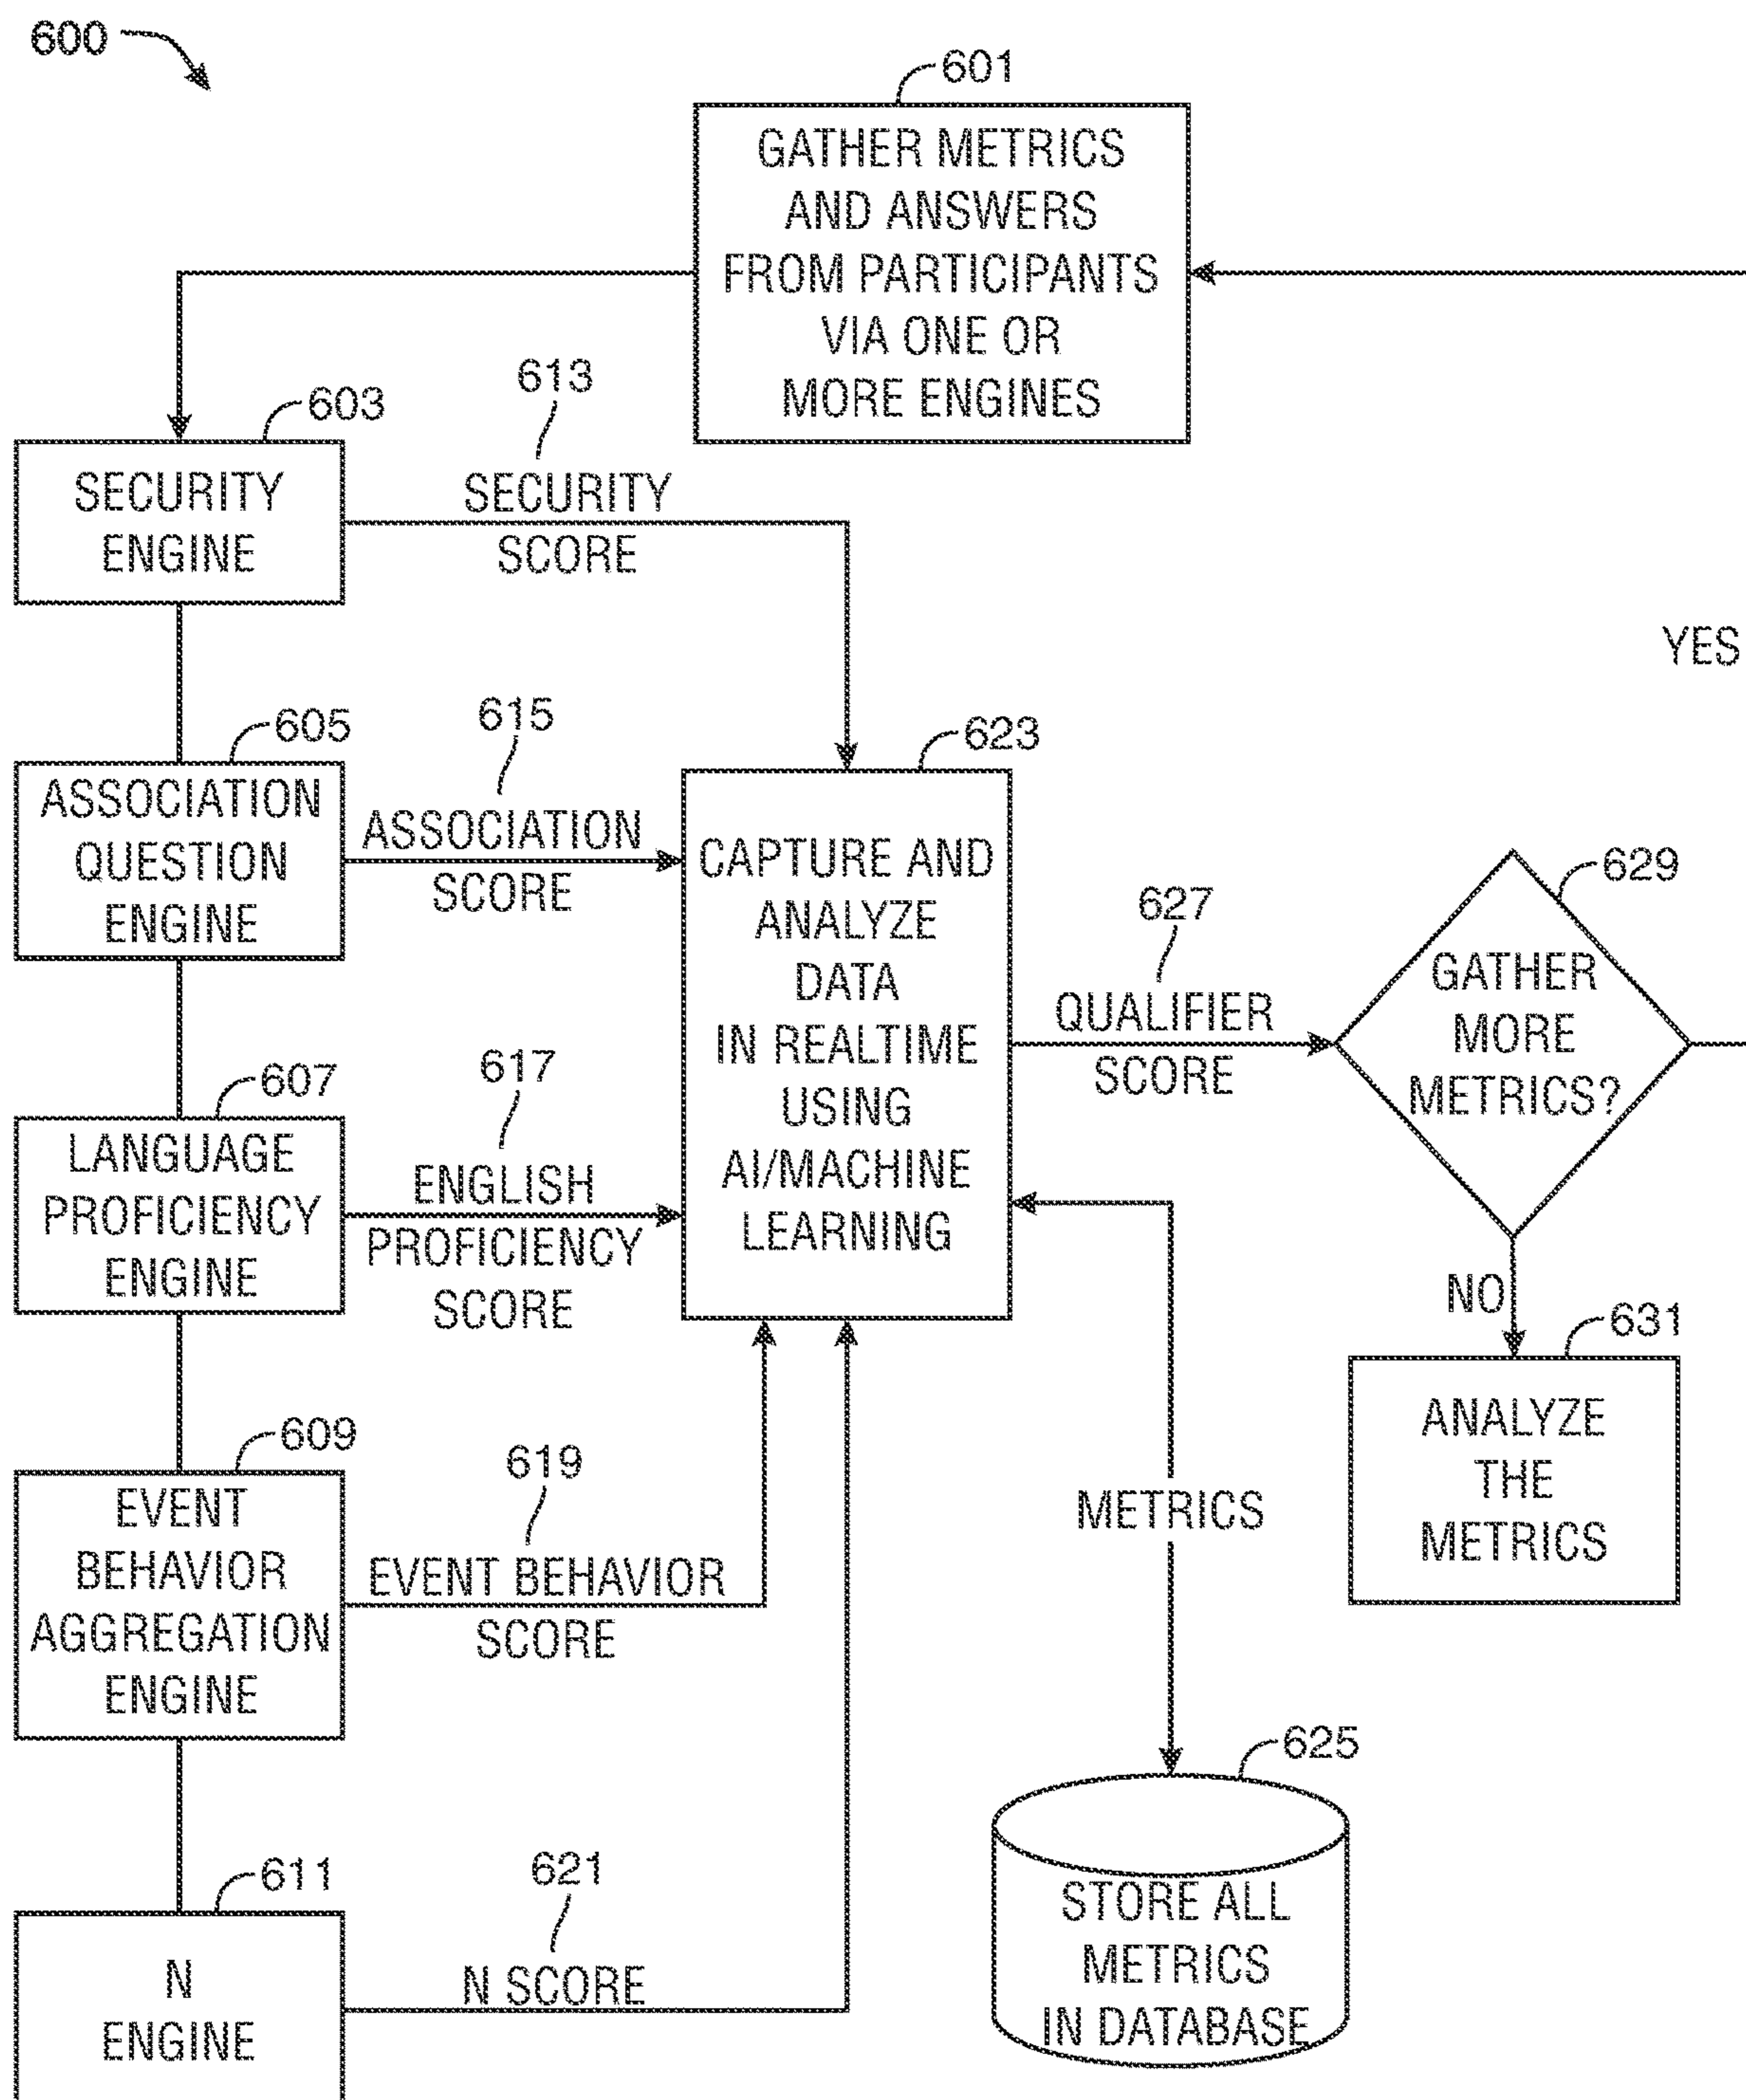 600
601
GATHER METRICS
AND ANSWERS
FROM PARTICIPANTS
VIA ONE OR
MORE ENGINES
603
SECURITY
ENGINE
613
SECURITY
SCORE
YES
605
ASSOCIATION
QUESTION
ENGINE
615
ASSOCIATION
SCORE
623
CAPTURE AND
ANALYZE
DATA
IN REALTIME
USING
AI/MACHINE
LEARNING
627
QUALIFIER
SCORE
629
GATHER
MORE
METRICS?
607
LANGUAGE
PROFICIENCY
ENGINE
617
ENGLISH
PROFICIENCY
SCORE
NO
631
ANALYZE
THE
METRICS
609
EVENT
BEHAVIOR
AGGREGATION
ENGINE
619
EVENT BEHAVIOR
SCORE
METRICS
625
STORE ALL
METRICS
IN DATABASE
611
N
ENGINE
621
N SCORE